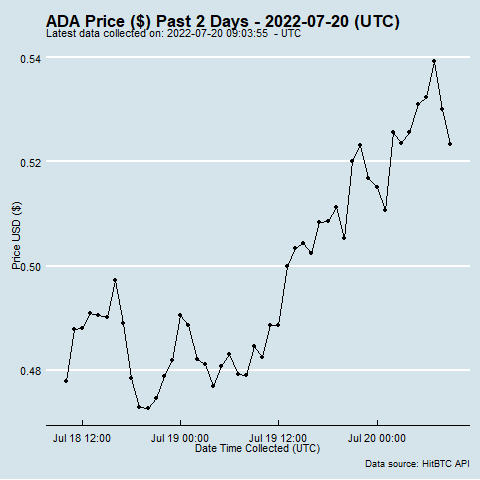 ADA Price ($) Past 2 Days - 2022-07-20 (UTC)
Latest data collected on: 2022-07-20 09:03:55 - UTC
0.54
0.52
0.50
0.48
Price USD ($)
Jul 18 12:00
Jul 19 00:00
Jul 19 12:00
Jul 20 00:00
Date Time Collected (UTC)
Data source: HitBTC API